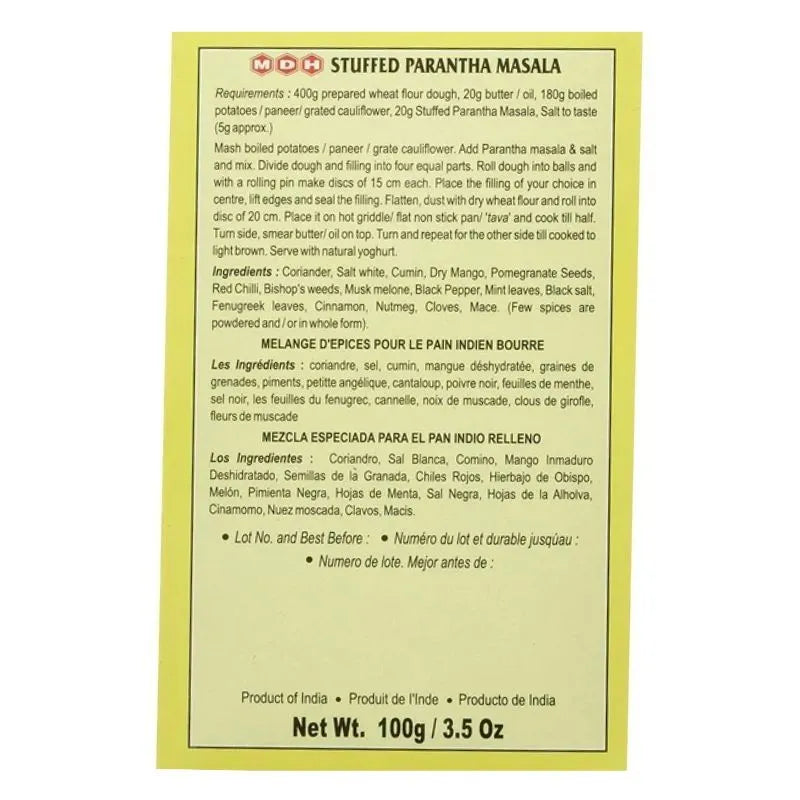 MDH STUFFED PARANTHA MASALA
Requirements : 400g prepared wheat flour dough, 20g butter / oil, 180g boiled
potatoes / paneer/ grated cauliflower, 20g Stuffed Parantha Masala, Salt to taste
(5g approx.)
Mash boiled potatoes / paneer / grate cauliflower. Add Parantha masala & salt
and mix. Divide dough and filling into four equal parts. Roll dough into balls and
with a rolling pin make discs of 15 cm each. Place the filling of your choice in
centre, lift edges and seal the filling. Flatten, dust with dry wheat flour and roll into
disc of 20 cm. Place it on hot griddle/ flat non stick pan/ 'tava' and cook till half.
Turn side, smear butter/ oil on top. Turn and repeat for the other side till cooked to
light brown. Serve with natural yoghurt.
Ingredients : Coriander, Salt white, Cumin, Dry Mango, Pomegranate Seeds,
Red Chilli, Bishop's weeds, Musk melone, Black Pepper, Mint leaves, Black salt,
Fenugreek leaves, Cinnamon, Nutmeg, Cloves, Mace. (Few spices are
powdered and / or in whole form).
MELANGE D'EPICES POUR LE PAIN INDIEN BOURRE
Les Ingrédients : coriandre, sel, cumin, mangue déshydratée, graines de
grenades, piments, petitte angélique, cantaloup, poivre noir, feuilles de menthe,
sel noir, les feuilles du fenugrec, cannelle, noix de muscade, clous de girofle,
fleurs de muscade
MEZCLA ESPECIADA PARA EL PAN INDIO RELLENO
Los Ingredientes : Coriandro, Sal Blanca, Comino, Mango Inmaduro
Deshidratado, Semillas de là Granada, Chiles Rojos, Hierbajo de Obispo,
Melón, Pimienta Negra, Hojas de Menta, Sal Negra, Hojas de la Alholva,
Cinamomo, Nuez moscada, Clavos, Macis.
• Lot No. and Best Before : • Numéro du lot et durable jusqúau :
• Numero de lote. Mejor antes de :
Product of India • Produit de l'Inde • Producto de India
Net Wt. 100g / 3.5 Oz